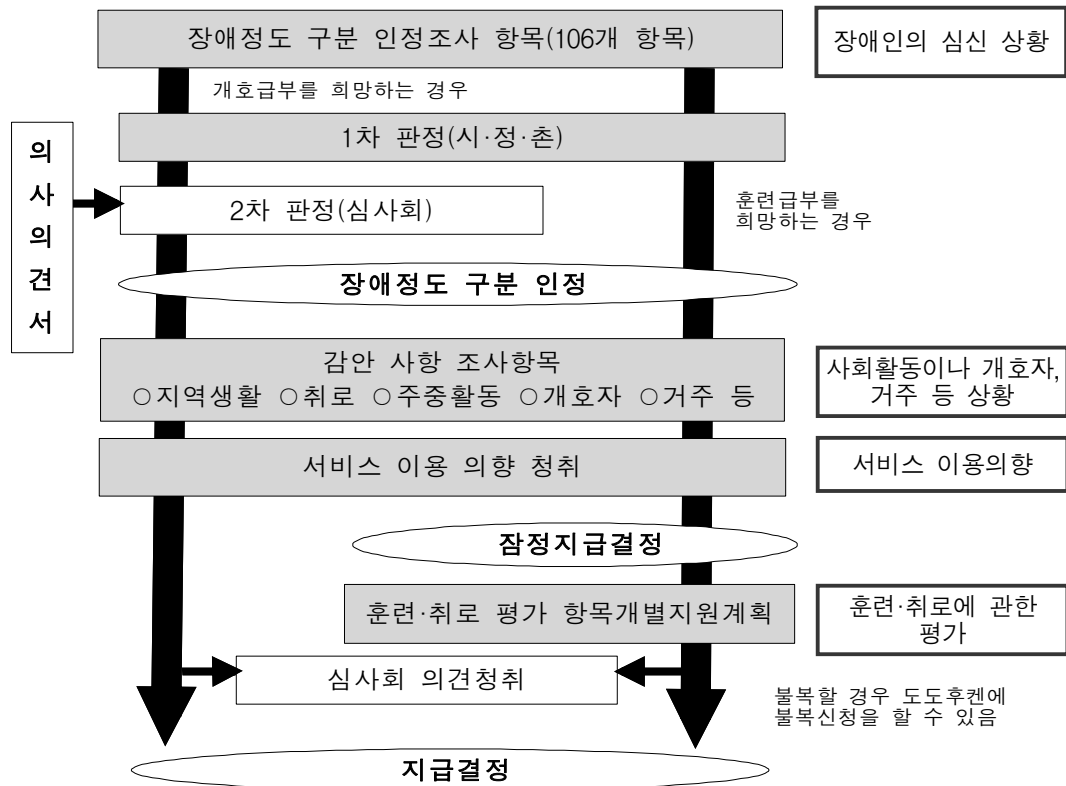 장애정도 구분 인정조사 항목(106개 항목)
장애인의 심신 상황
개호급부를 희망하는 경우
1차 판정(시·정·촌)
의
사
의
견
서
2차 판정(심사회)
훈련급부를
희망하는 경우
장애정도 구분 인정
감안 사항 조사항목
○지역생활 ○취로 ○주중활동 ○개호자 ○거주 등
사회활동이나 개호자,
거주 등 상황
서비스 이용 의향 청취
서비스 이용의향
잠정지급결정
훈련·취로 평가 항목개별지원계획
훈련·취로에 관한
평가
심사회 의견청취
불복할 경우 도도후켄에
불복신청을 할 수 있음
지급결정